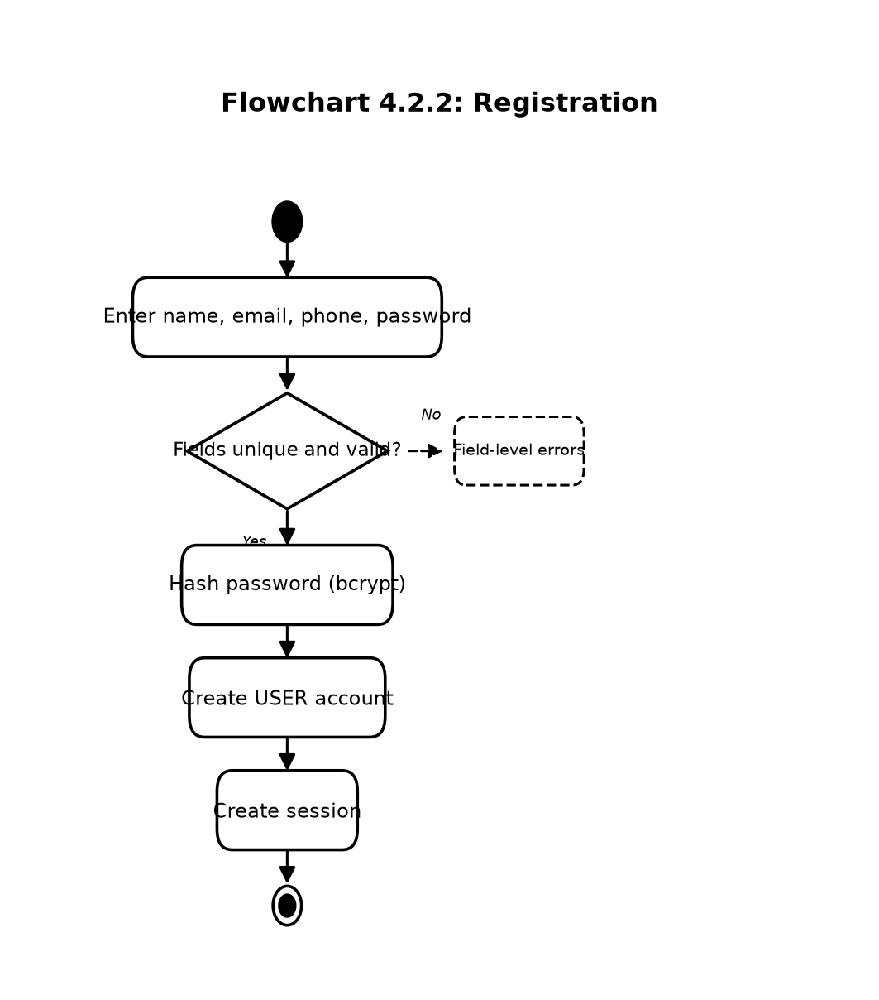 Flowchart 4.2.2: Registration
Enter name, email, phone, password
Fields unique and valid?
No
Field-level errors
Yes
Hash password (bcrypt)
Create USER account
Create session